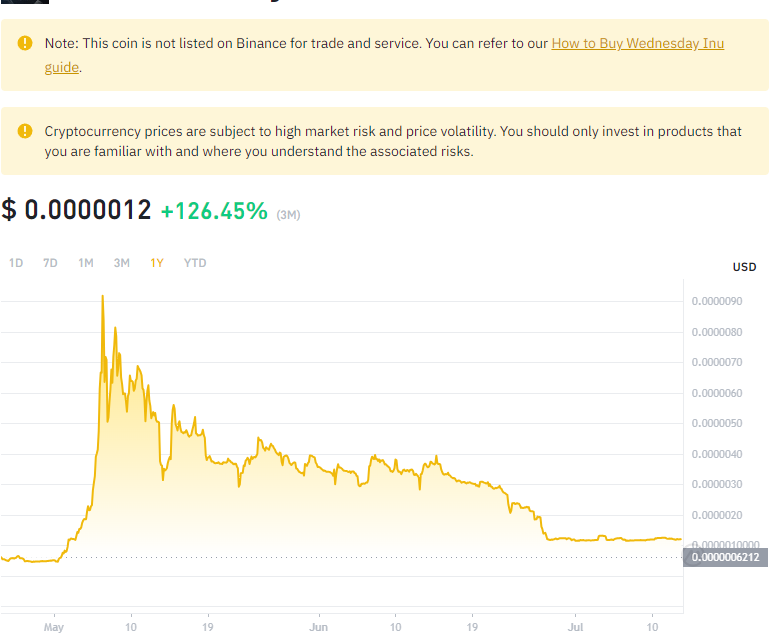 Note: This coin is not listed on Binance for trade and service. You can refer to our How to Buy Wednesday Inu
guide.
Cryptocurrency prices are subject to high market risk and price volatility. You should only invest in products that
you are familiar with and where you understand the associated risks.
$ 0.0000012 +126.45% (3M)
1D 7D 1M 3M 1Y YTD
USD
0.0000090
0.0000080
0.0000070
0.0000060
0.0000050
0.0000040
0.0000030
0.0000020
0.0000010000
0.0000006212
May 10 19 Jun 10 19 Jul 10